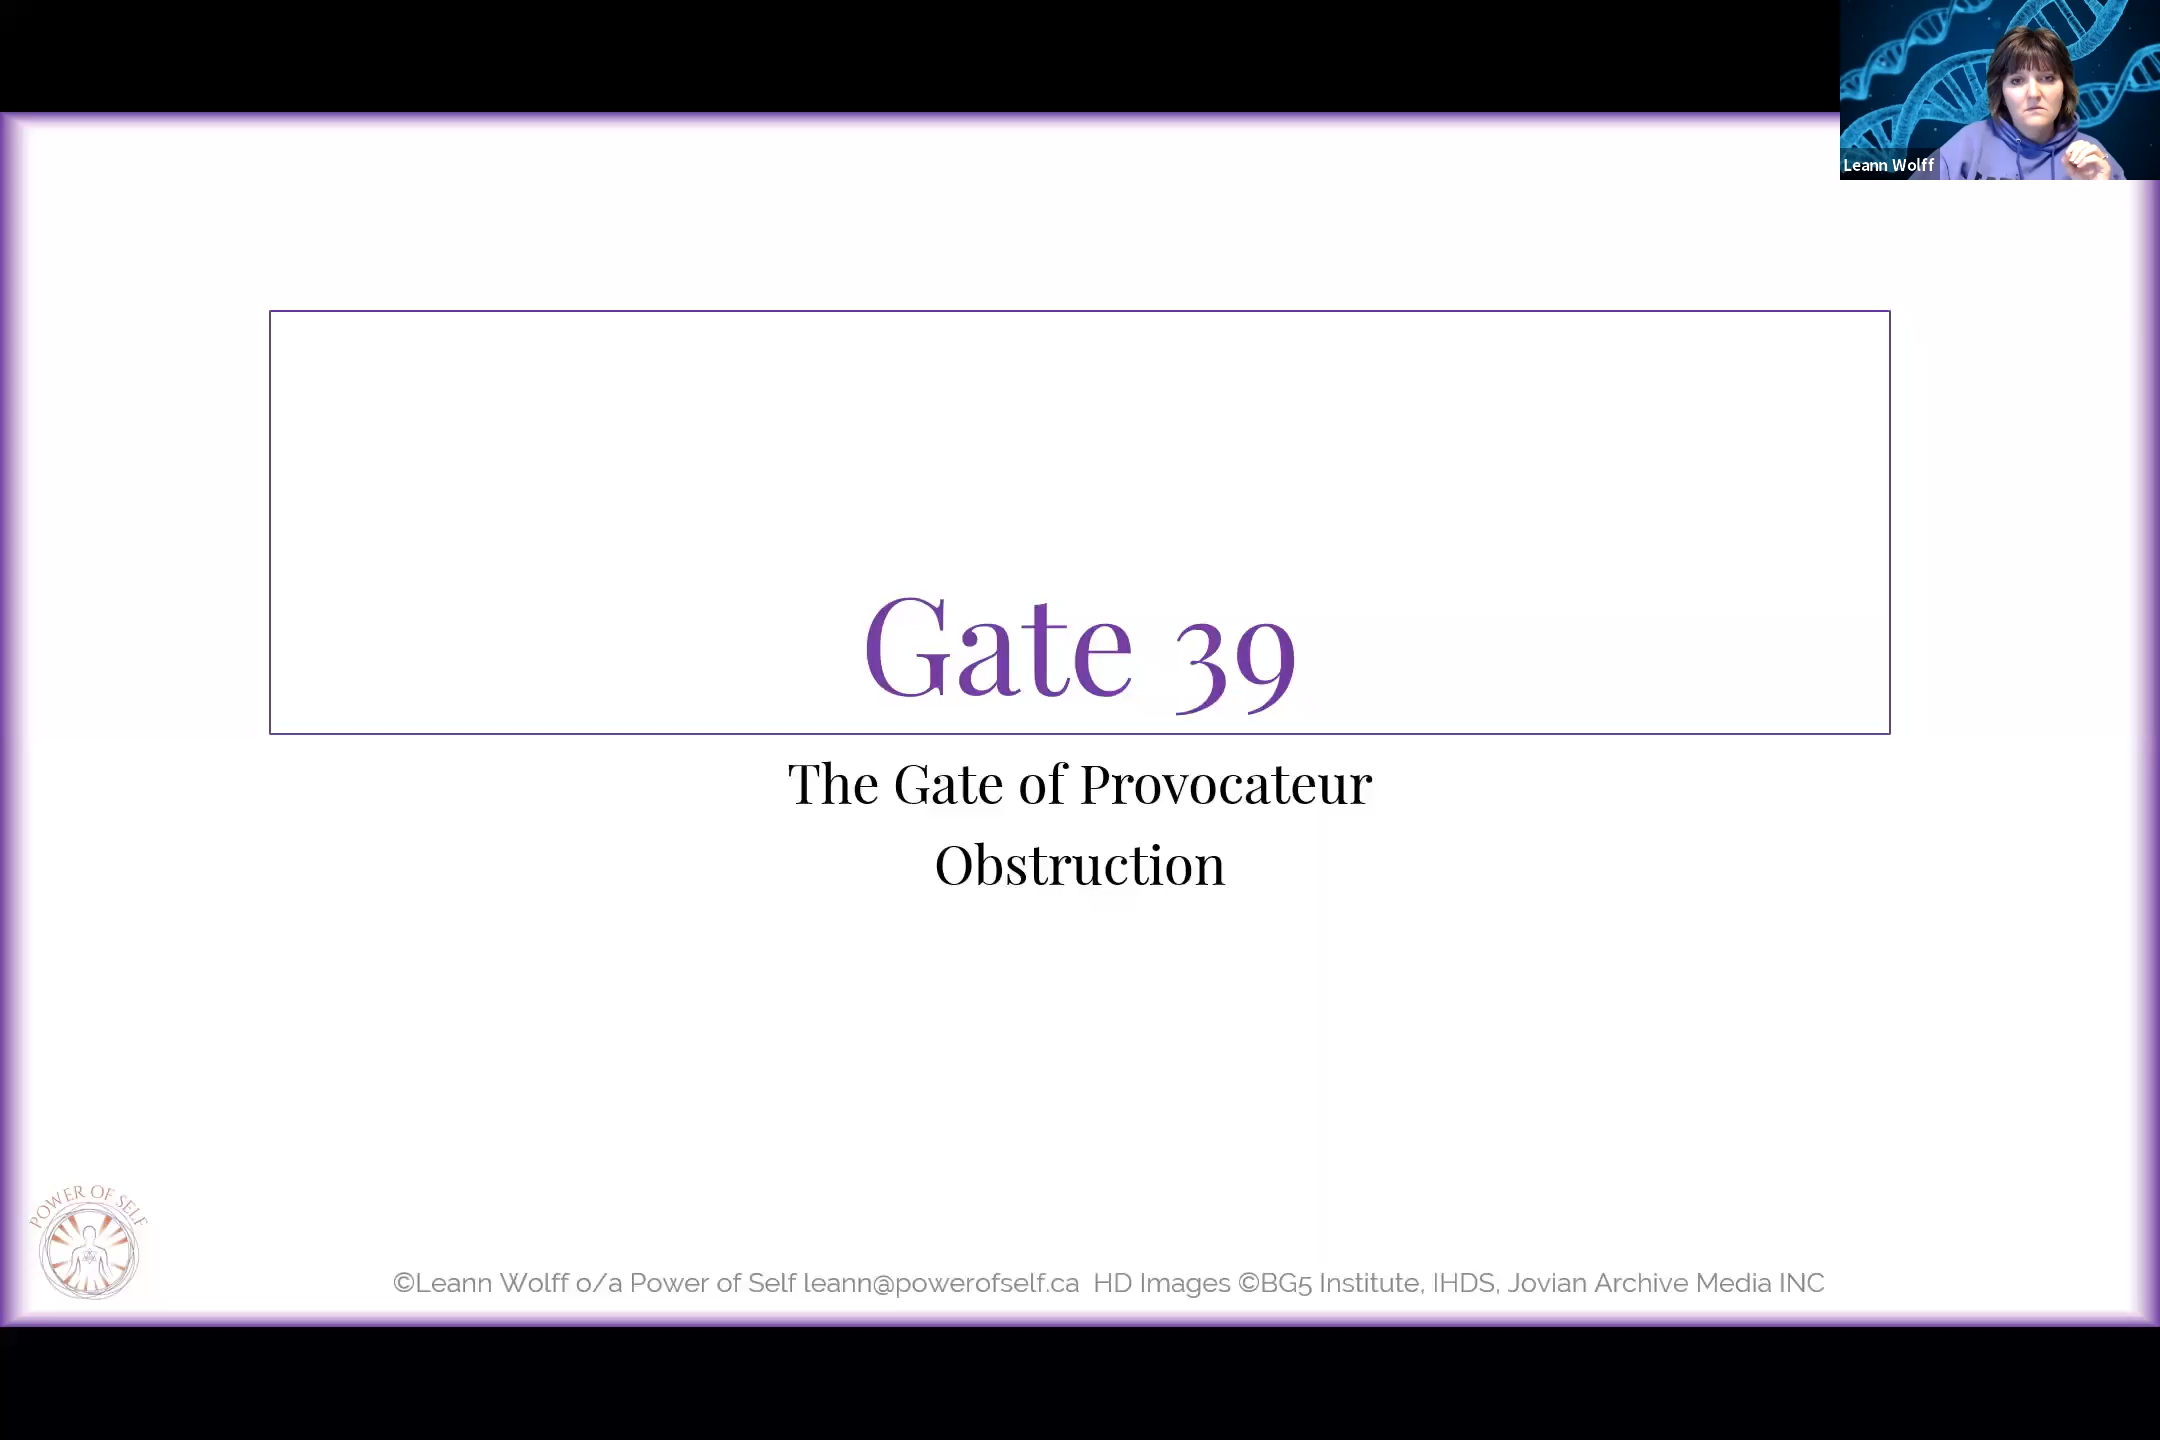 Leann Wolff
Gate 39
The Gate of Provocateur
Obstruction
POWER OF SELF
©Leann Wolff o/a Power of Self leann@powerofself.ca  HD Images ©BG5 Institute, IHDS, Jovian Archive Media INC